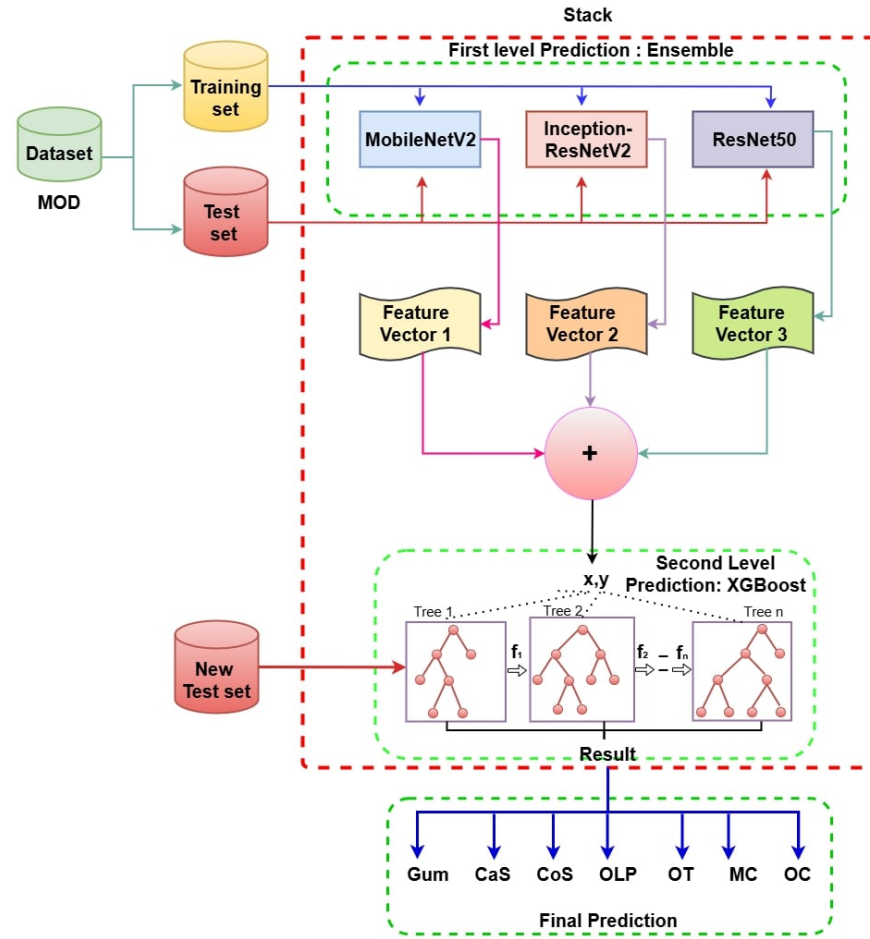 Stack
First level Prediction : Ensemble
Training
set
Dataset
MOD
Test
set
MobileNetV2
Inception-
ResNetV2
ResNet50
Feature
Vector 1
Feature
Vector 2
Feature
Vector 3
+
Second Level
Prediction: XGBoost
x,y
Tree 1
Tree 2
Tree n
f₁
f₂
fₙ
New
Test set
Result
Gum
CaS
CoS
OLP
OT
MC
OC
Final Prediction